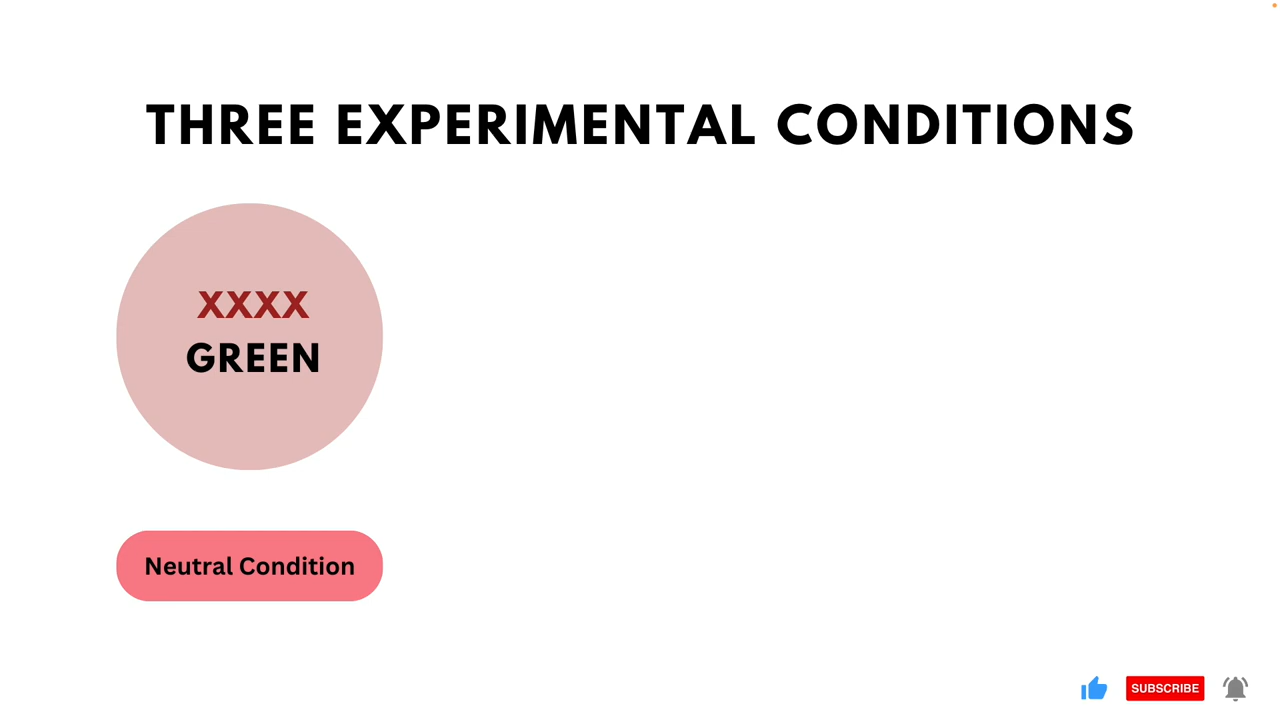 THREE EXPERIMENTAL CONDITIONS
XXXX
GREEN
Neutral Condition
SUBSCRIBE